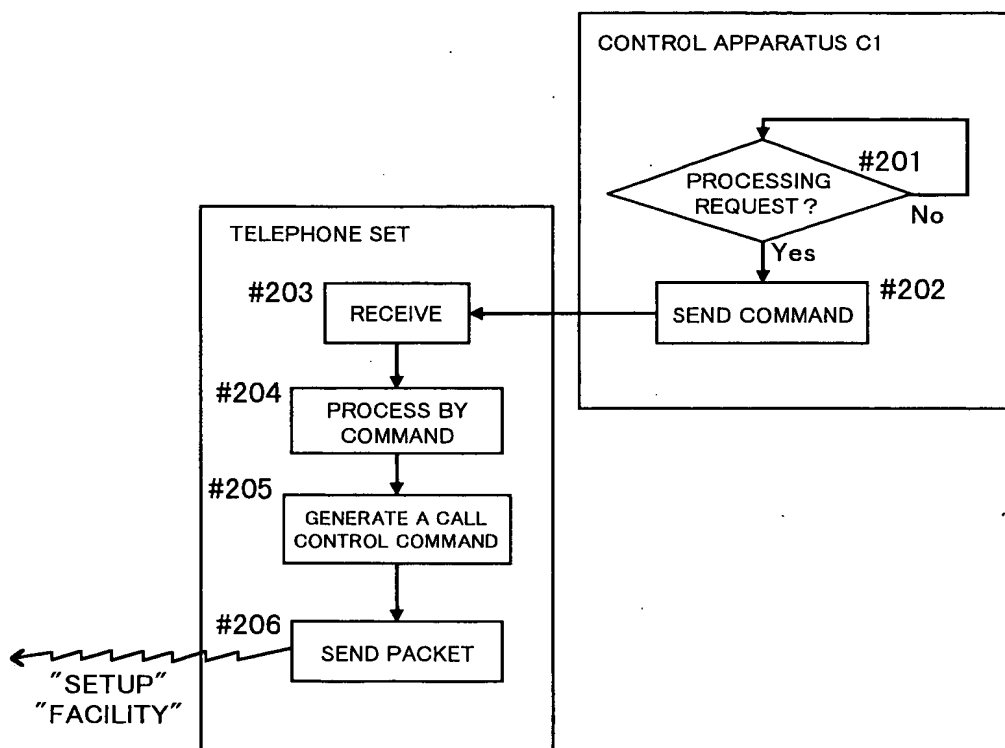 CONTROL APPARATUS C1
#201
PROCESSING
REQUEST?
No
Yes
#202
SEND COMMAND
TELEPHONE SET
#203
RECEIVE
#204
PROCESS BY
COMMAND
#205
GENERATE A CALL
CONTROL COMMAND
#206
SEND PACKET
"SETUP"
"FACILITY"